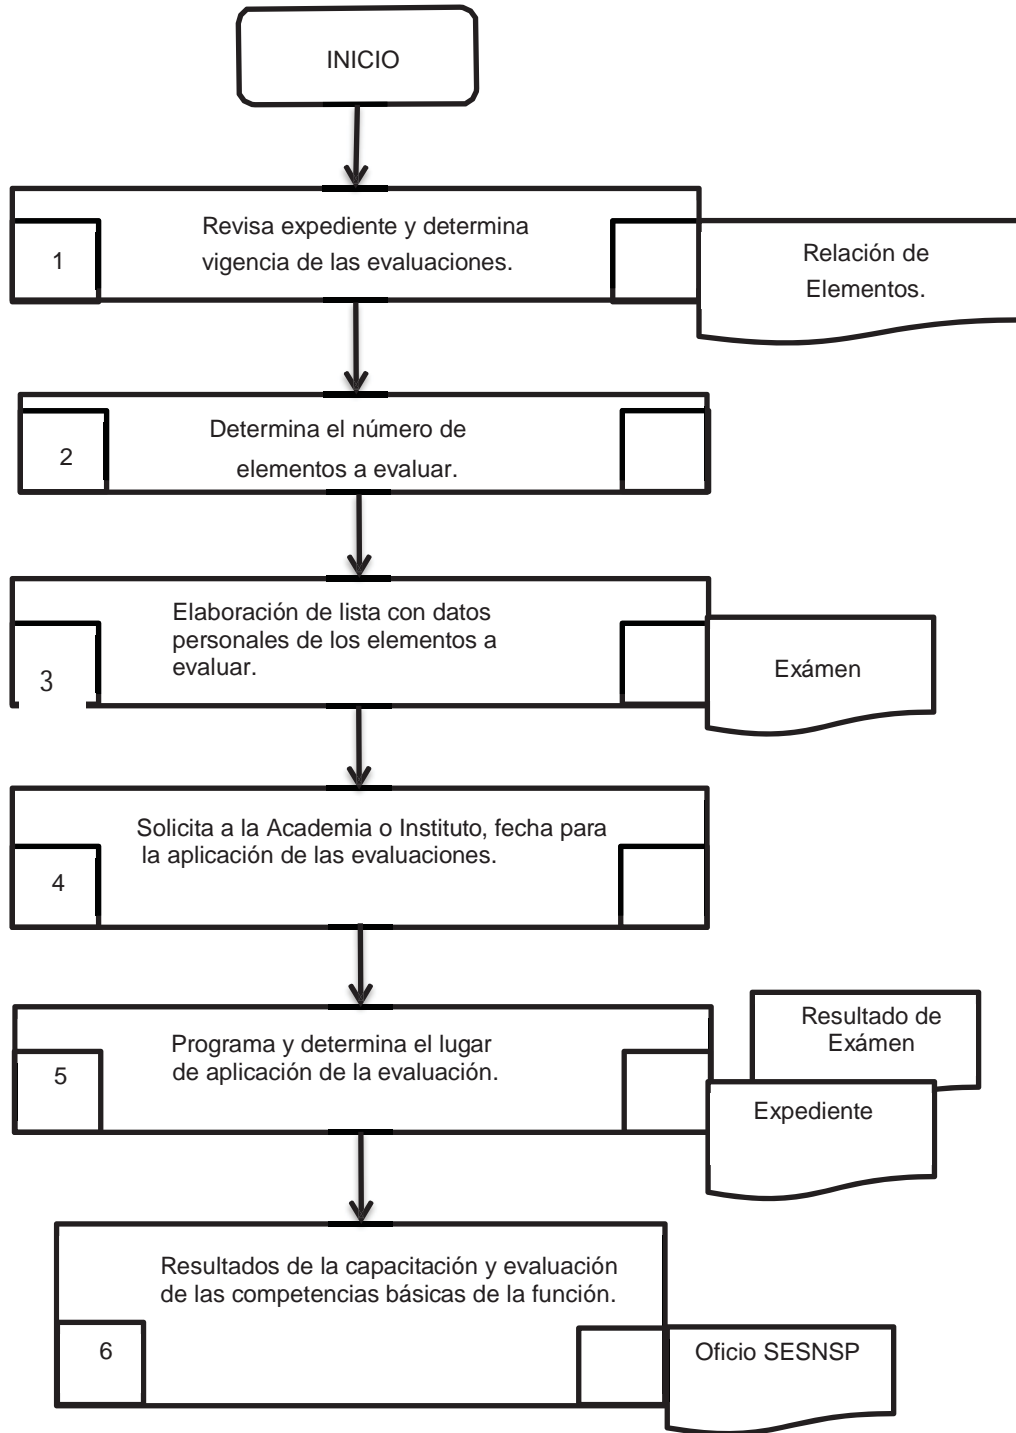 INICIO
Revisa expediente y determina
vigencia de las evaluaciones.
1
Relación de
Elementos.
Determina el número de
elementos a evaluar.
2
Elaboración de lista con datos
personales de los elementos a
evaluar.
3
Exámen
Solicita a la Academia o Instituto, fecha para
la aplicación de las evaluaciones.
4
Programa y determina el lugar
de aplicación de la evaluación.
5
Resultado de
Exámen
Expediente
Resultados de la capacitación y evaluación
de las competencias básicas de la función.
6
Oficio SESNSP